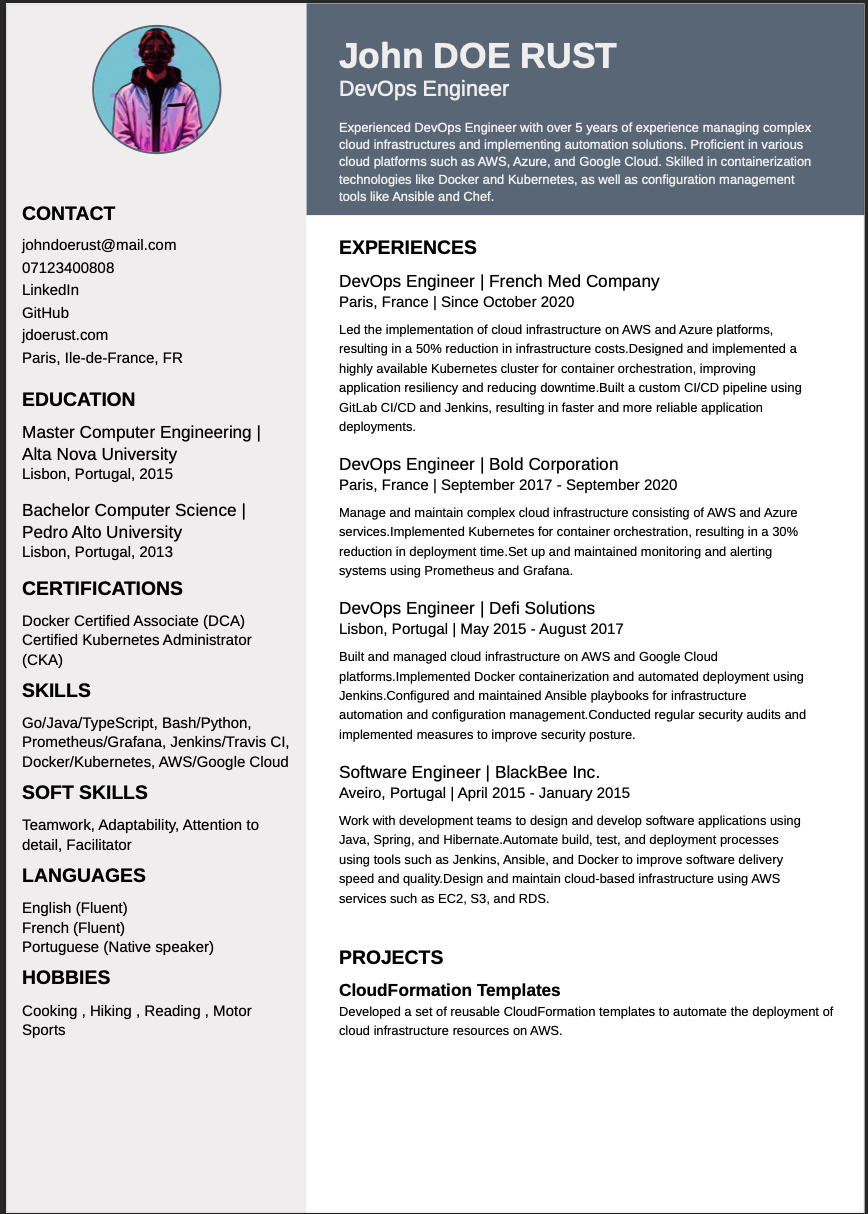 CONTACT
johndoerust@mail.com
07123400808
LinkedIn
GitHub
jdoerust.com
Paris, Ile-de-France, FR
EDUCATION
Master Computer Engineering |
Alta Nova University
Lisbon, Portugal, 2015
Bachelor Computer Science |
Pedro Alto University
Lisbon, Portugal, 2013
CERTIFICATIONS
Docker Certified Associate (DCA)
Certified Kubernetes Administrator
(CKA)
SKILLS
Go/Java/TypeScript, Bash/Python,
Prometheus/Grafana, Jenkins/Travis CI,
Docker/Kubernetes, AWS/Google Cloud
SOFT SKILLS
Teamwork, Adaptability, Attention to
detail, Facilitator
LANGUAGES
English (Fluent)
French (Fluent)
Portuguese (Native speaker)
HOBBIES
Cooking , Hiking , Reading , Motor
Sports
John DOE RUST
DevOps Engineer
Experienced DevOps Engineer with over 5 years of experience managing complex
cloud infrastructures and implementing automation solutions. Proficient in various
cloud platforms such as AWS, Azure, and Google Cloud. Skilled in containerization
technologies like Docker and Kubernetes, as well as configuration management
tools like Ansible and Chef.
EXPERIENCES
DevOps Engineer | French Med Company
Paris, France | Since October 2020
Led the implementation of cloud infrastructure on AWS and Azure platforms,
resulting in a 50% reduction in infrastructure costs.Designed and implemented a
highly available Kubernetes cluster for container orchestration, improving
application resiliency and reducing downtime.Built a custom CI/CD pipeline using
GitLab CI/CD and Jenkins, resulting in faster and more reliable application
deployments.
DevOps Engineer | Bold Corporation
Paris, France | September 2017 - September 2020
Manage and maintain complex cloud infrastructure consisting of AWS and Azure
services.Implemented Kubernetes for container orchestration, resulting in a 30%
reduction in deployment time.Set up and maintained monitoring and alerting
systems using Prometheus and Grafana.
DevOps Engineer | Defi Solutions
Lisbon, Portugal | May 2015 - August 2017
Built and managed cloud infrastructure on AWS and Google Cloud
platforms.Implemented Docker containerization and automated deployment using
Jenkins.Configured and maintained Ansible playbooks for infrastructure
automation and configuration management.Conducted regular security audits and
implemented measures to improve security posture.
Software Engineer | BlackBee Inc.
Aveiro, Portugal | April 2015 - January 2015
Work with development teams to design and develop software applications using
Java, Spring, and Hibernate.Automate build, test, and deployment processes
using tools such as Jenkins, Ansible, and Docker to improve software delivery
speed and quality.Design and maintain cloud-based infrastructure using AWS
services such as EC2, S3, and RDS.
PROJECTS
CloudFormation Templates
Developed a set of reusable CloudFormation templates to automate the deployment of
cloud infrastructure resources on AWS.